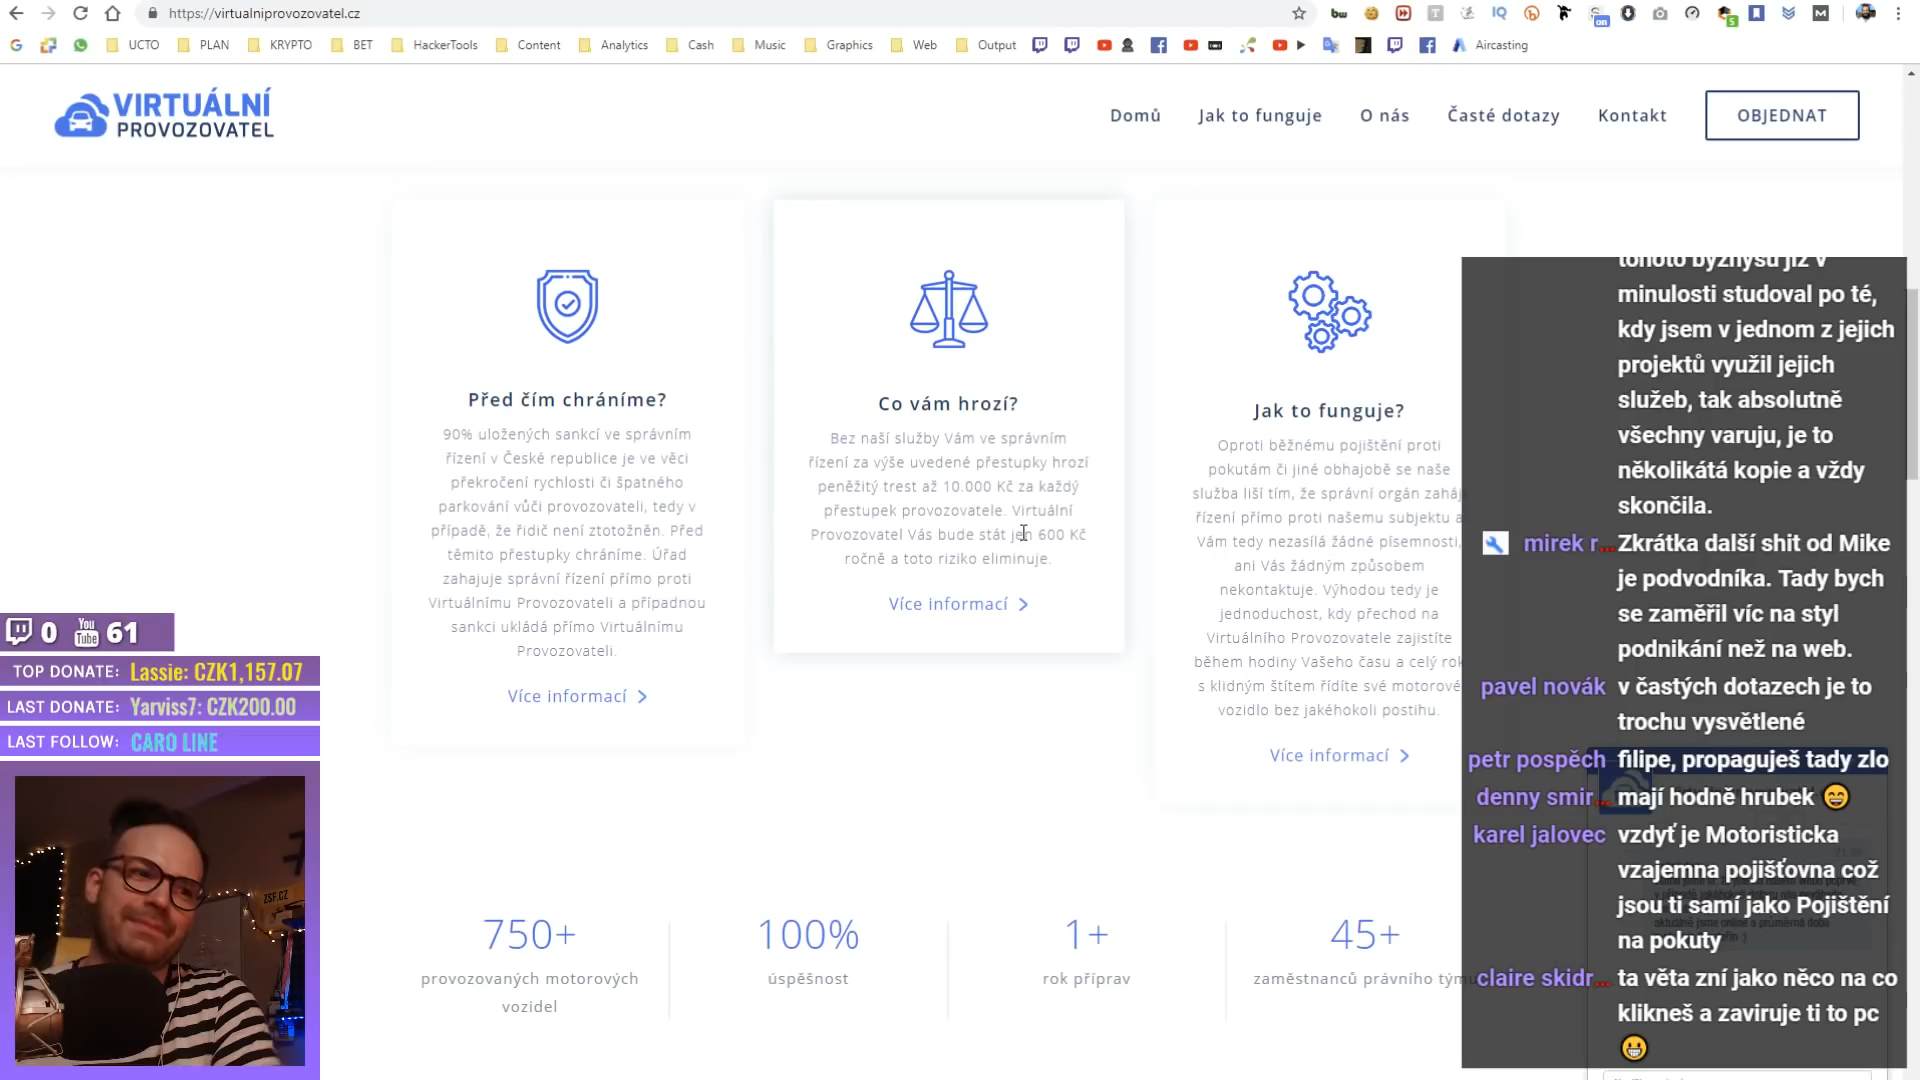 https://virtualniprovozovatel.cz
UCTO
PLAN
KRYPTO
BET
HackerTools
Content
Analytics
Cash
Music
Graphics
Web
Output
Aircasting
VIRTUÁLNÍ
PROVOZOVATEL
Domů
Jak to funguje
O nás
Časté dotazy
Kontakt
OBJEDNAT
Před čím chráníme?
90% uložených sankcí ve správním
řízení v České republice je ve věci
překročení rychlosti či špatného
parkování vůči provozovateli, tedy v
případě, že řidič není ztotožněn. Před
těmito přestupky chráníme. Úřad
zahajuje správní řízení přímo proti
Virtuálnímu Provozovateli a případnou
sankci ukládá přímo Virtuálnímu
Provozovateli.
Více informací
Co vám hrozí?
Bez naší služby Vám ve správním
řízení za výše uvedené přestupky hrozí
peněžitý trest až 10.000 Kč za každý
přestupek provozovatele. Virtuální
Provozovatel Vás bude stát jen 600 Kč
ročně a toto riziko eliminuje.
Více informací
Jak to funguje?
Oproti běžnému pojištění proti
pokutám či jiné obhajobě se naše
služba liší tím, že správní orgán zaháj
řízení přímo proti našemu subjektu a
Vám tedy nezasílá žádné písemnosti,
ani Vás žádným způsobem
nekontaktuje. Výhodou tedy je
jednoduchost, kdy přechod na
Virtuálního Provozovatele zajistíte
během hodiny Vašeho času a celý rok
s klidným štítem řídíte své motorové
vozidlo bez jakéhokoli postihu.
Více informací
750+
provozovaných motorových
vozidel
100%
úspěšnost
1+
rok příprav
45+
zaměstnanců právního týmu
tohoto byznysu již v
minulosti studoval po té,
kdy jsem v jednom z jejich
projektů využil jejich
služeb, tak absolutně
všechny varuju, je to
několikátá kopie a vždy
skončila.
mirek r... Zkrátka další shit od Mike
je podvodníka. Tady bych
se zaměřil víc na styl
podnikání než na web.
pavel novák v častých dotazech je to
trochu vysvětlené
petr pospěch filipe, propaguješ tady zlo
denny smir... mají hodně hrubek 😁
karel jalovec vzdyť je Motoristicka
vzajemna pojišťovna což
jsou ti samí jako Pojištění
na pokuty
claire skidr... ta věta zní jako něco na co
klikneš a zaviruje ti to pc
😁
0 You Tube 61
TOP DONATE: Lassie: CZK1,157.07
LAST DONATE: Yarviss7: CZK200.00
LAST FOLLOW: CARO LINE
ZSF.CZ